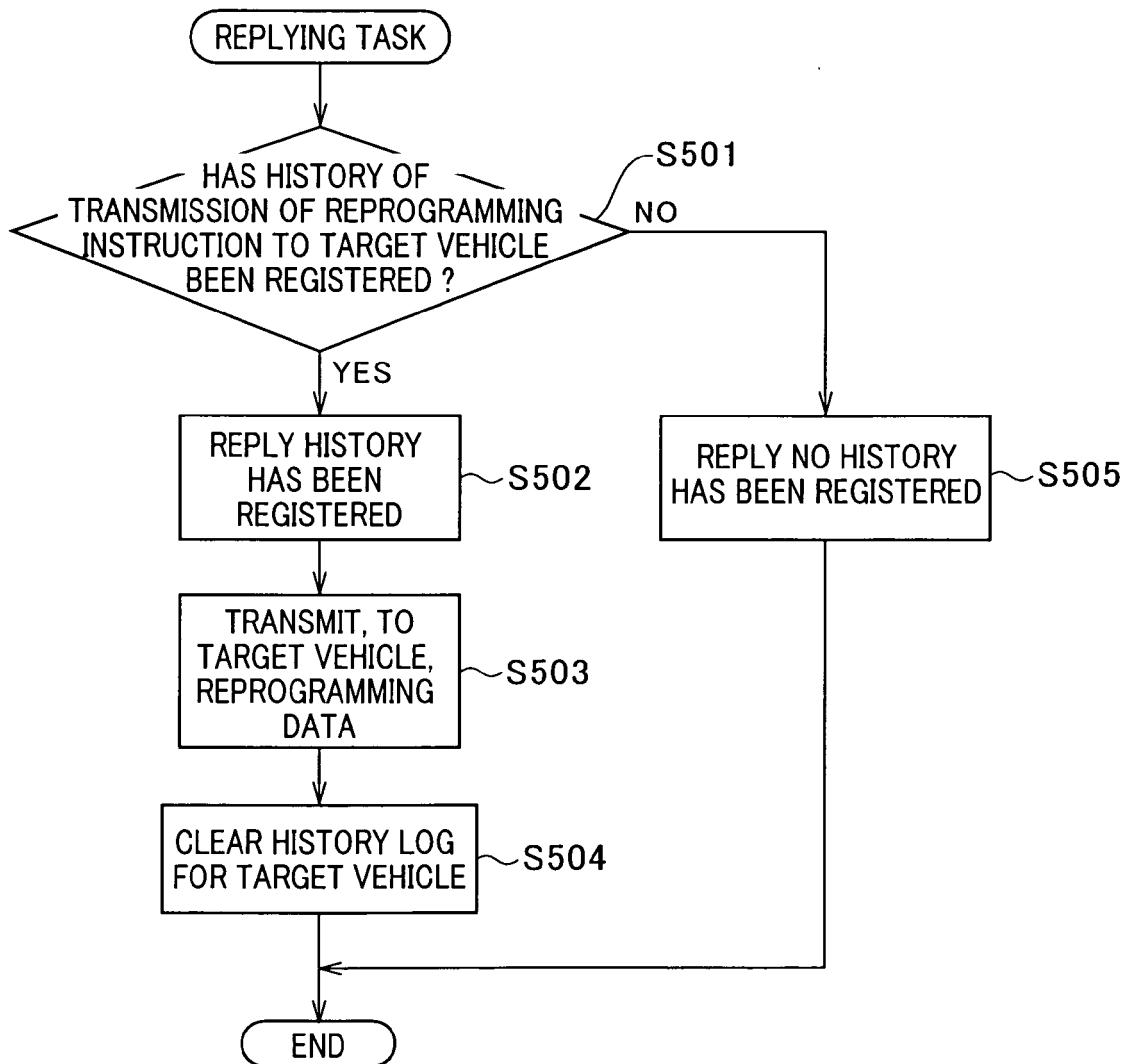 REPLYING TASK
HAS HISTORY OF
TRANSMISSION OF REPROGRAMMING
INSTRUCTION TO TARGET VEHICLE
BEEN REGISTERED ?
S501
NO
YES
REPLY HISTORY
HAS BEEN
REGISTERED
S502
REPLY NO HISTORY
HAS BEEN REGISTERED
S505
TRANSMIT, TO
TARGET VEHICLE,
REPROGRAMMING
DATA
S503
CLEAR HISTORY LOG
FOR TARGET VEHICLE
S504
END